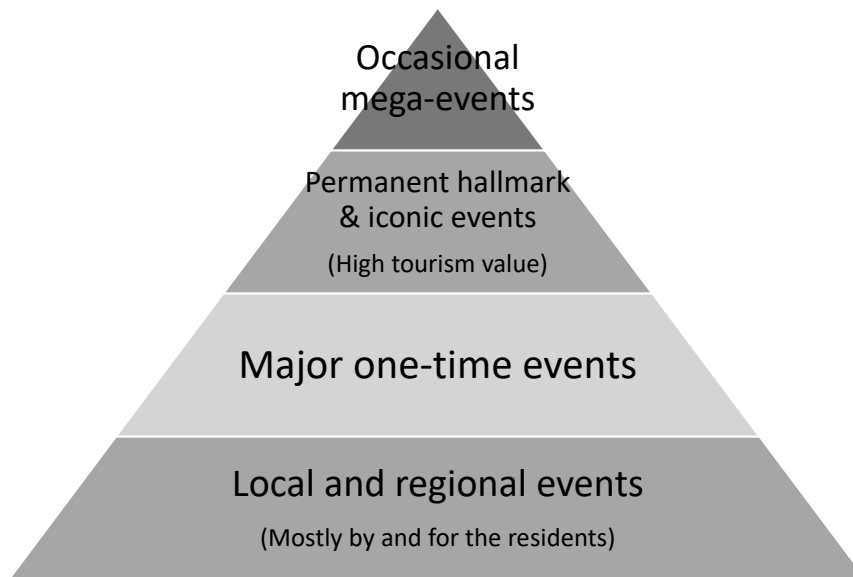 Occasional
mega-events
Permanent hallmark
& iconic events
(High tourism value)
Major one-time events
Local and regional events
(Mostly by and for the residents)